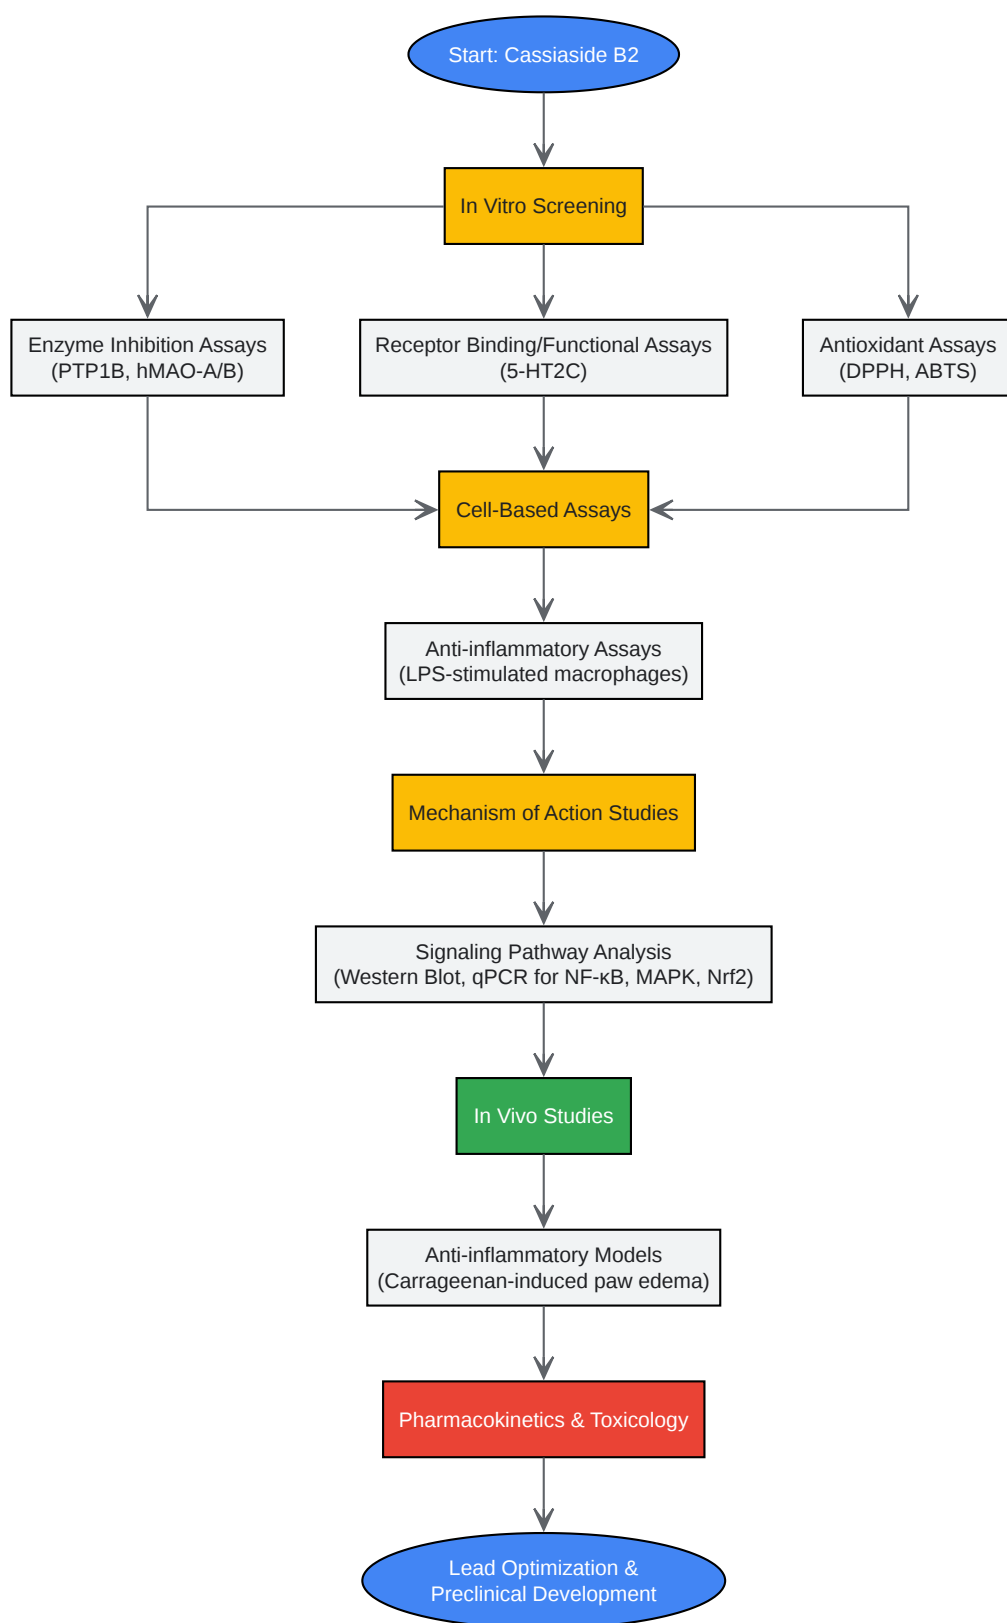 Start: Cassiaside B2
In Vitro Screening
Enzyme Inhibition Assays
(PTP1B, hMAO-A/B)
Receptor Binding/Functional Assays
(5-HT2C)
Antioxidant Assays
(DPPH, ABTS)
Cell-Based Assays
Anti-inflammatory Assays
(LPS-stimulated macrophages)
Mechanism of Action Studies
Signaling Pathway Analysis
(Western Blot, qPCR for NF-κB, MAPK, Nrf2)
In Vivo Studies
Anti-inflammatory Models
(Carrageenan-induced paw edema)
Pharmacokinetics & Toxicology
Lead Optimization &
Preclinical Development